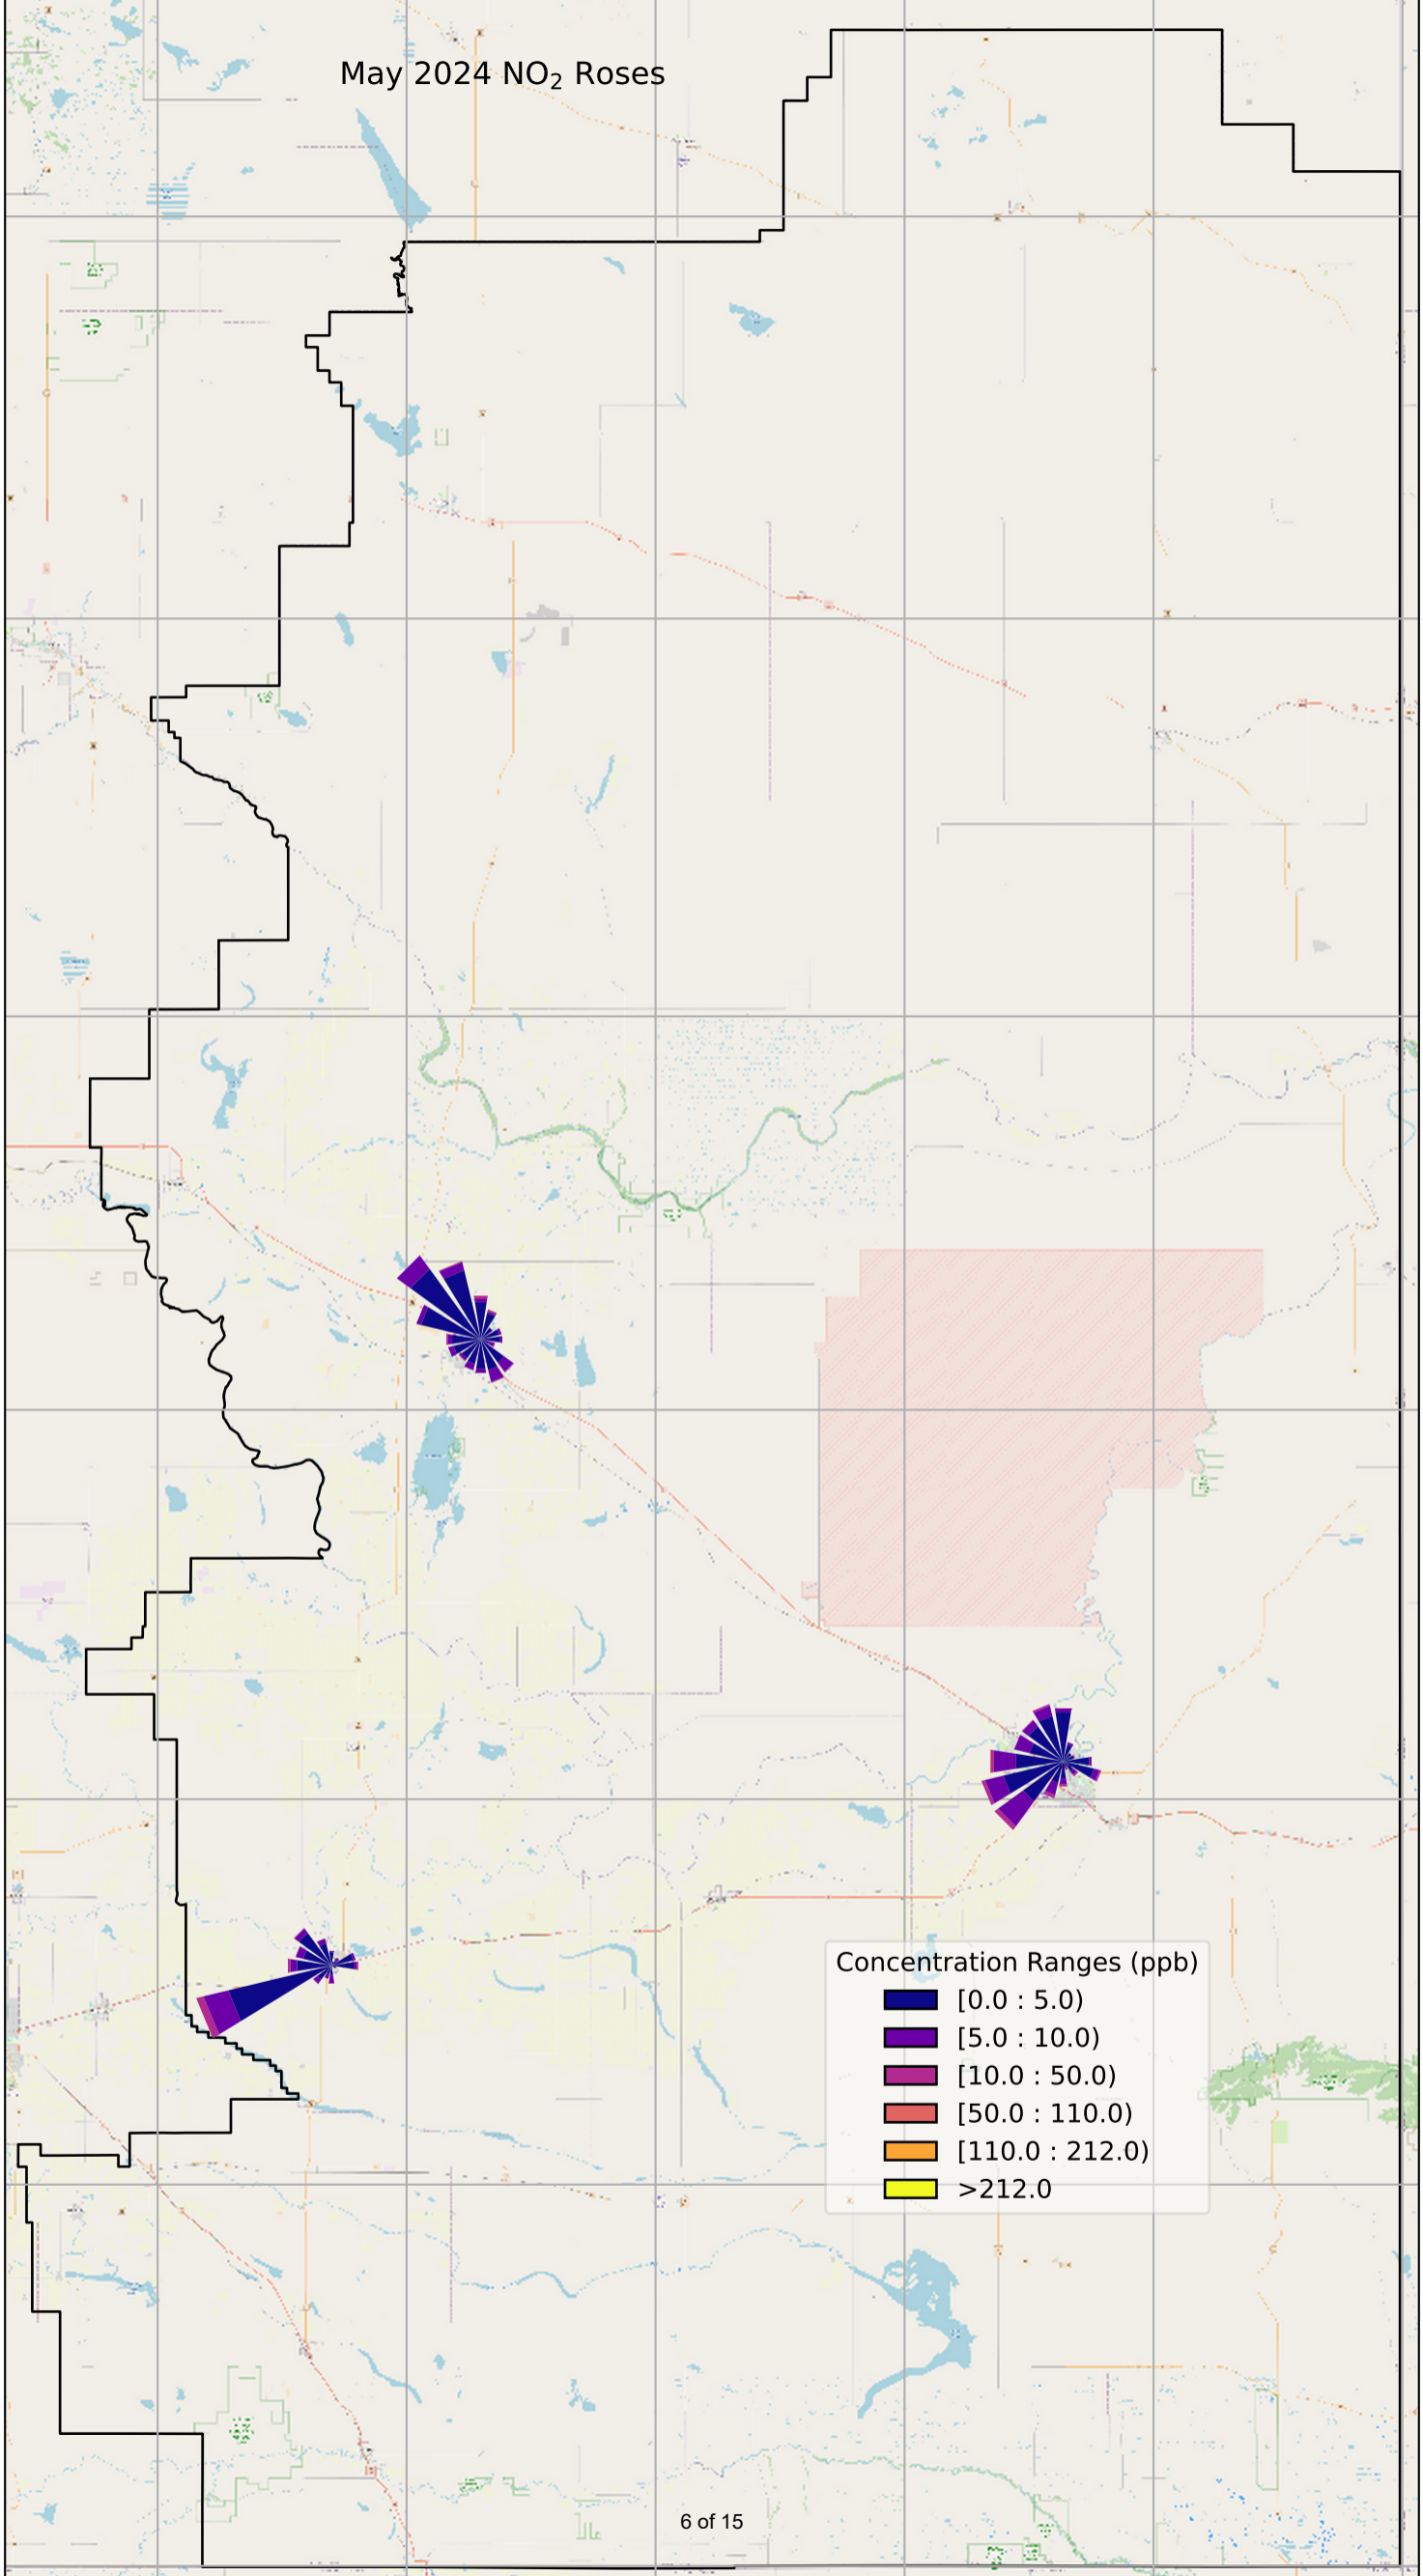 May 2024 NO₂ Roses
Concentration Ranges (ppb)
[0.0 : 5.0)
[5.0 : 10.0)
[10.0 : 50.0)
[50.0 : 110.0)
[110.0 : 212.0)
>212.0
6 of 15